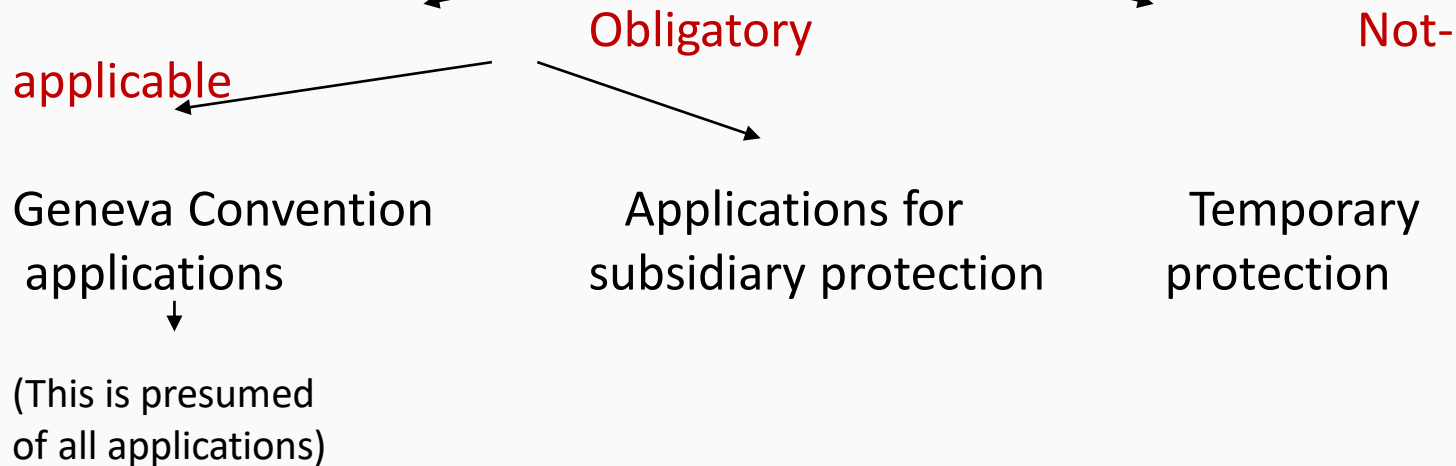 Obligatory Not-
applicable
Geneva Convention Applications for Temporary
applications subsidiary protection protection
(This is presumed
of all applications)